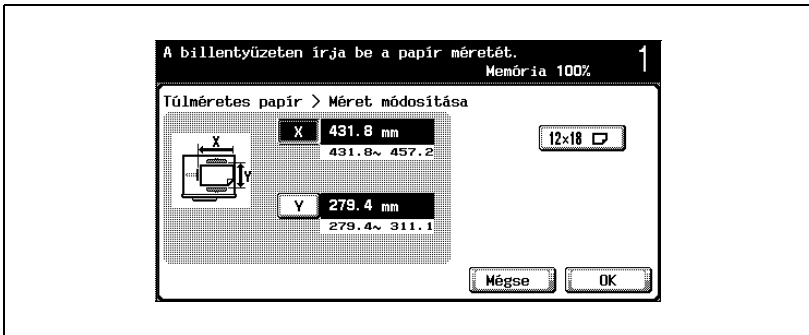 A billentyűzeten írja be a papír méretét.
1
Memória 100%
Túlméretes papír > Méret módosítása
X
X 431.8 mm
12×18
431.8~ 457.2
Y
Y 279.4 mm
279.4~ 311.1
Mégse OK